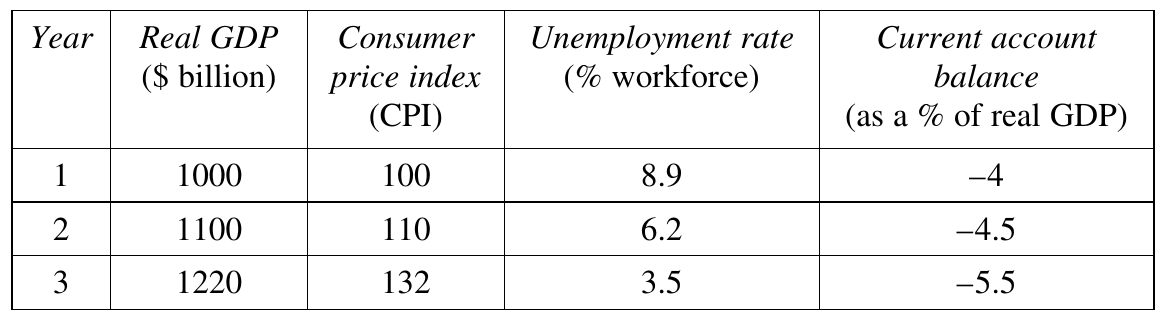 Year Real GDP Consumer Unemployment rate Current account
($ billion) price index (% workforce) balance
(CPI) (as a % of real GDP)
1 1000 100 8.9 –4
2 1100 110 6.2 –4.5
3 1220 132 3.5 –5.5